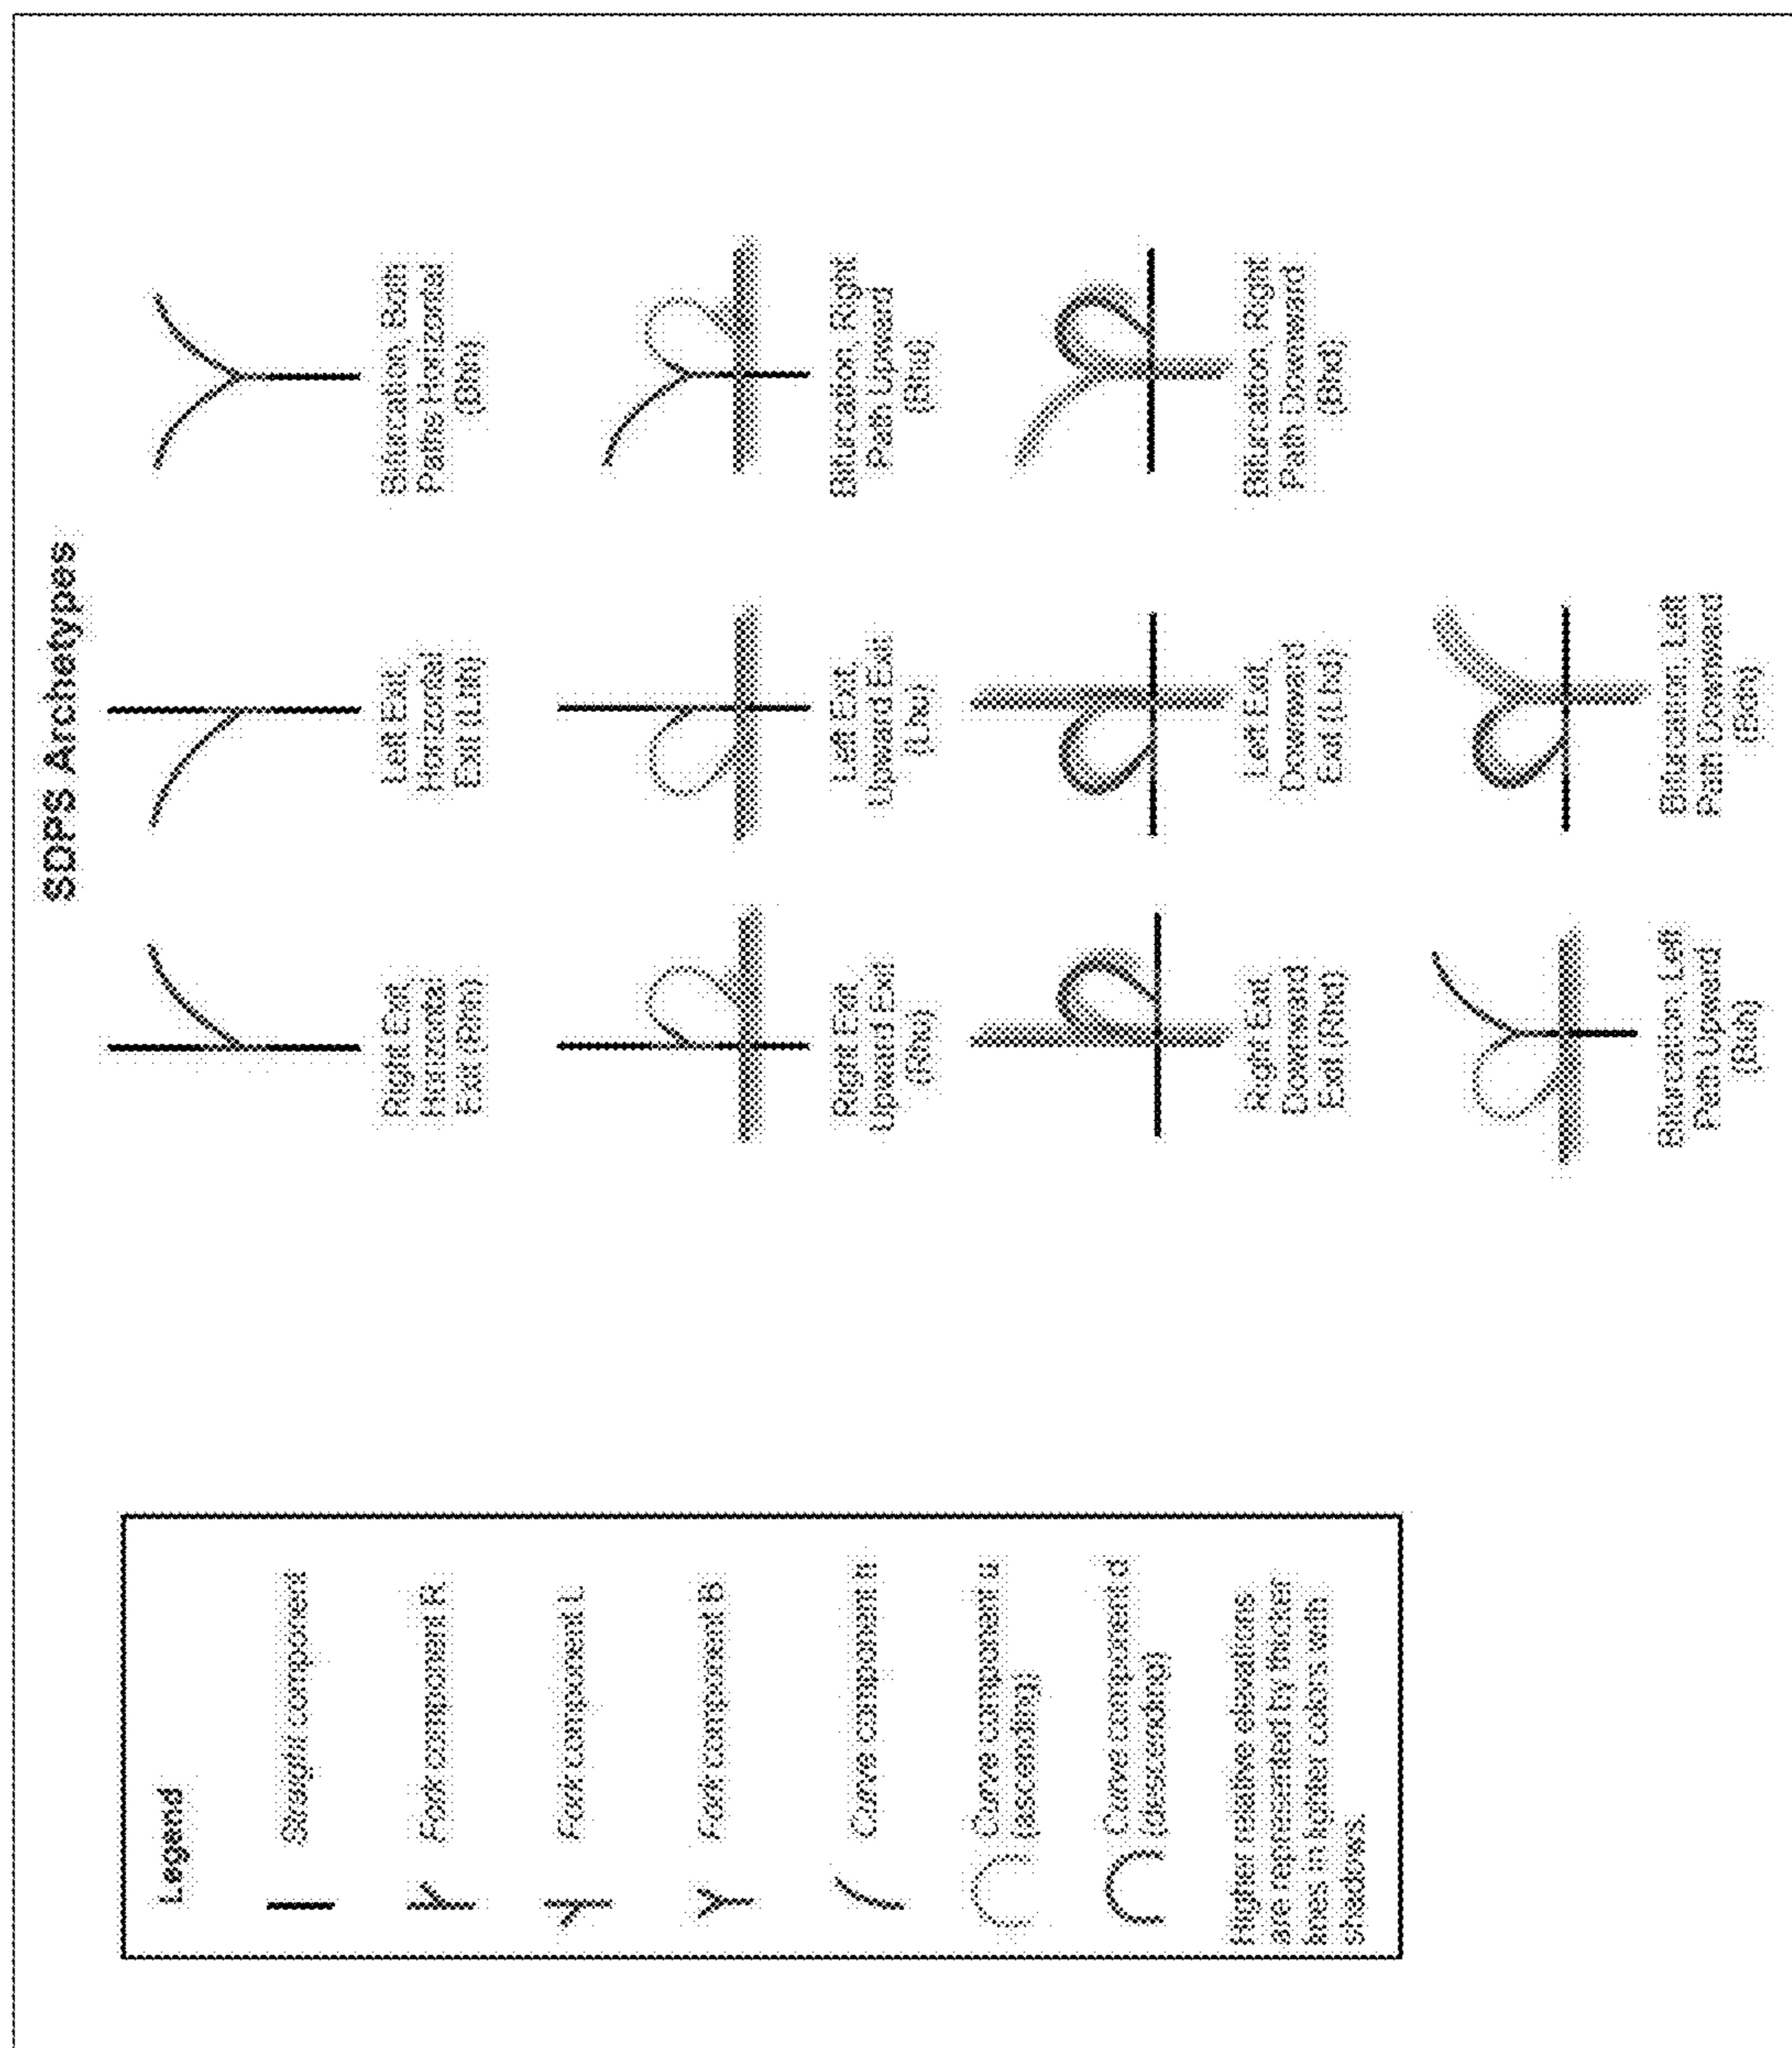 SDPS Archetypes
Legend
Straight component
Fork component R
Fork component L
Fork component B
Curve component h
Curve component u
(ascending)
Curve component d
(descending)
Higher relative elevations
are represented by thicker
lines in lighter colors with
shadows.
Right Exit,
Horizontal
Exit (Rhh)
Left Exit,
Horizontal
Exit (Lhh)
Bifurcation, Both
Paths Horizontal
(Bhh)
Right Exit,
Upward Exit
(Rhu)
Left Exit,
Upward Exit
(Lhu)
Bifurcation, Right
Path Upward
(Bhu)
Right Exit,
Downward
Exit (Rhd)
Left Exit,
Downward
Exit (Lhd)
Bifurcation, Right
Path Downward
(Bhd)
Bifurcation, Left
Path Upward
(Buh)
Bifurcation, Left
Path Downward
(Bdh)